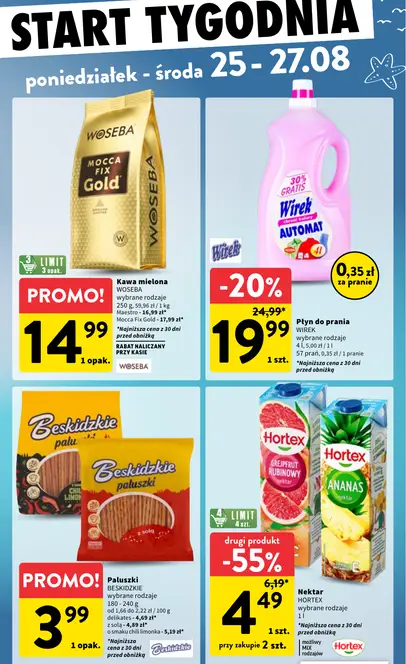 START TYGODNIA
poniedziałek - środa 25 - 27.08
WOSEBA
MOCCA
FIX
Gold
3 LIMIT
3 opak.
PROMO!
14 99
1 opak.
Kawa mielona
WOSEBA
wybrane rodzaje
250 g, 59,96 zł / 1 kg
Maestro - 16,99 zł*
Mocca Fix Gold - 17,99 zł*
*Najniższa cena z 30 dni
przed obniżką
RABAT NALICZANY
PRZY KASIE
WOSEBA
30%
GRATIS
Wirek
AUTOMAT
Wirek
0,35 zł
za pranie
-20%
24,99*
19 99
1 szt.
Płyn do prania
WIREK
wybrane rodzaje
4 l, 5,00 zł / 1 l
57 prań, 0,35 zł / 1 pranie
*Najniższa cena z 30 dni
przed obniżką
Beskidzkie
paluszki
Beskidzkie
paluszki
z solą
PROMO!
3 99
1 opak.
Paluszki
BESKIDZKIE
wybrane rodzaje
180 - 240 g
od 1,66 do 2,22 zł / 100 g
delikates - 4,89 zł*
z solą - 4,89 zł*
o smaku chili limonka - 5,19 zł*
*Najniższa
cena z 30 dni
przed obniżką
Beskidzkie
Hortex
GREJPFRUT
RUBINOWY
nektar
Hortex
ANANAS
nektar
4 LIMIT
4 szt.
drugi produkt
-55%
6,19*
4 49
przy zakupie 2 szt.
Nektar
HORTEX
wybrane rodzaje
1 l
*Najniższa cena z 30 dni
przed obniżką
możliwy
MIX
rodzajów
Hortex